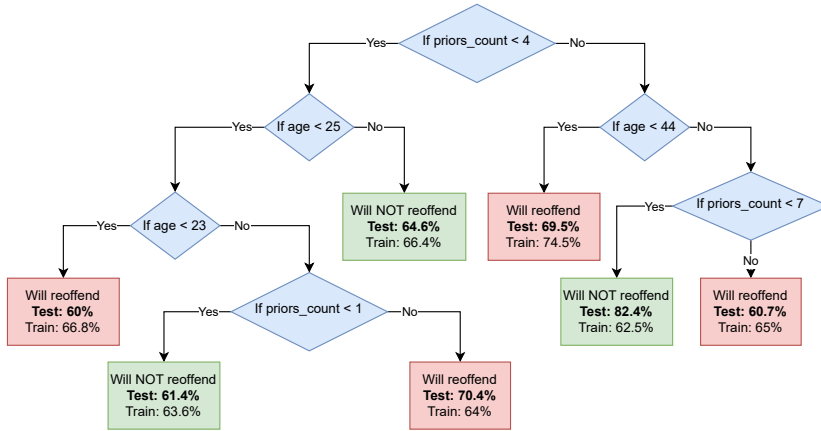 If priors_count < 4
Yes
No
If age < 25
If age < 44
Yes
No
Yes
No
If age < 23
Will NOT reoffend
Test: 64.6%
Train: 66.4%
Will reoffend
Test: 69.5%
Train: 74.5%
If priors_count < 7
Yes
No
Yes
No
Will reoffend
Test: 60%
Train: 66.8%
If priors_count < 1
Yes
No
Will NOT reoffend
Test: 82.4%
Train: 62.5%
Will reoffend
Test: 60.7%
Train: 65%
Will NOT reoffend
Test: 61.4%
Train: 63.6%
Will reoffend
Test: 70.4%
Train: 64%